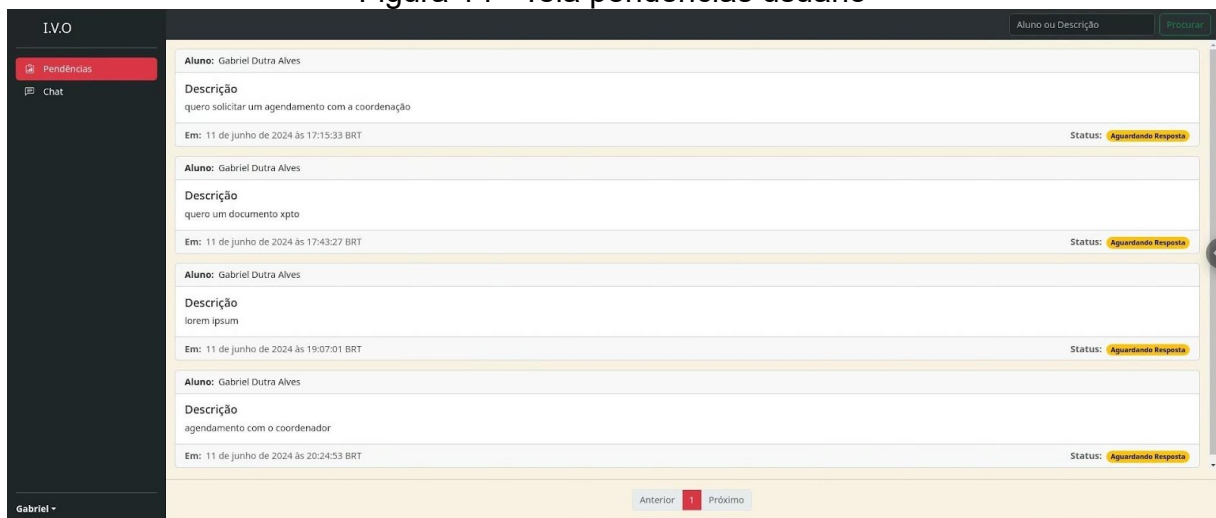 I.V.O
Aluno ou Descrição
Procurar
Pendências
Chat
Aluno: Gabriel Dutra Alves
Descrição
quero solicitar um agendamento com a coordenação
Em: 11 de junho de 2024 às 17:15:33 BRT
Status: Aguardando Resposta
Aluno: Gabriel Dutra Alves
Descrição
quero um documento xpto
Em: 11 de junho de 2024 às 17:43:27 BRT
Status: Aguardando Resposta
Aluno: Gabriel Dutra Alves
Descrição
lorem ipsum
Em: 11 de junho de 2024 às 19:07:01 BRT
Status: Aguardando Resposta
Aluno: Gabriel Dutra Alves
Descrição
agendamento com o coordenador
Em: 11 de junho de 2024 às 20:24:53 BRT
Status: Aguardando Resposta
Anterior 1 Próximo
Gabriel